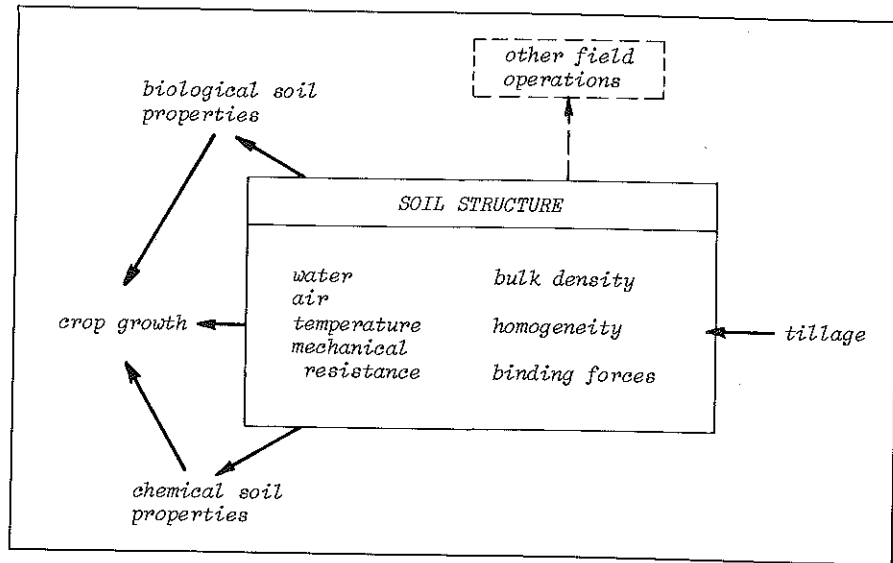 other field
operations
biological soil
properties
SOIL STRUCTURE
water
air
temperature
mechanical
resistance
bulk density
homogeneity
binding forces
crop growth
tillage
chemical soil
properties